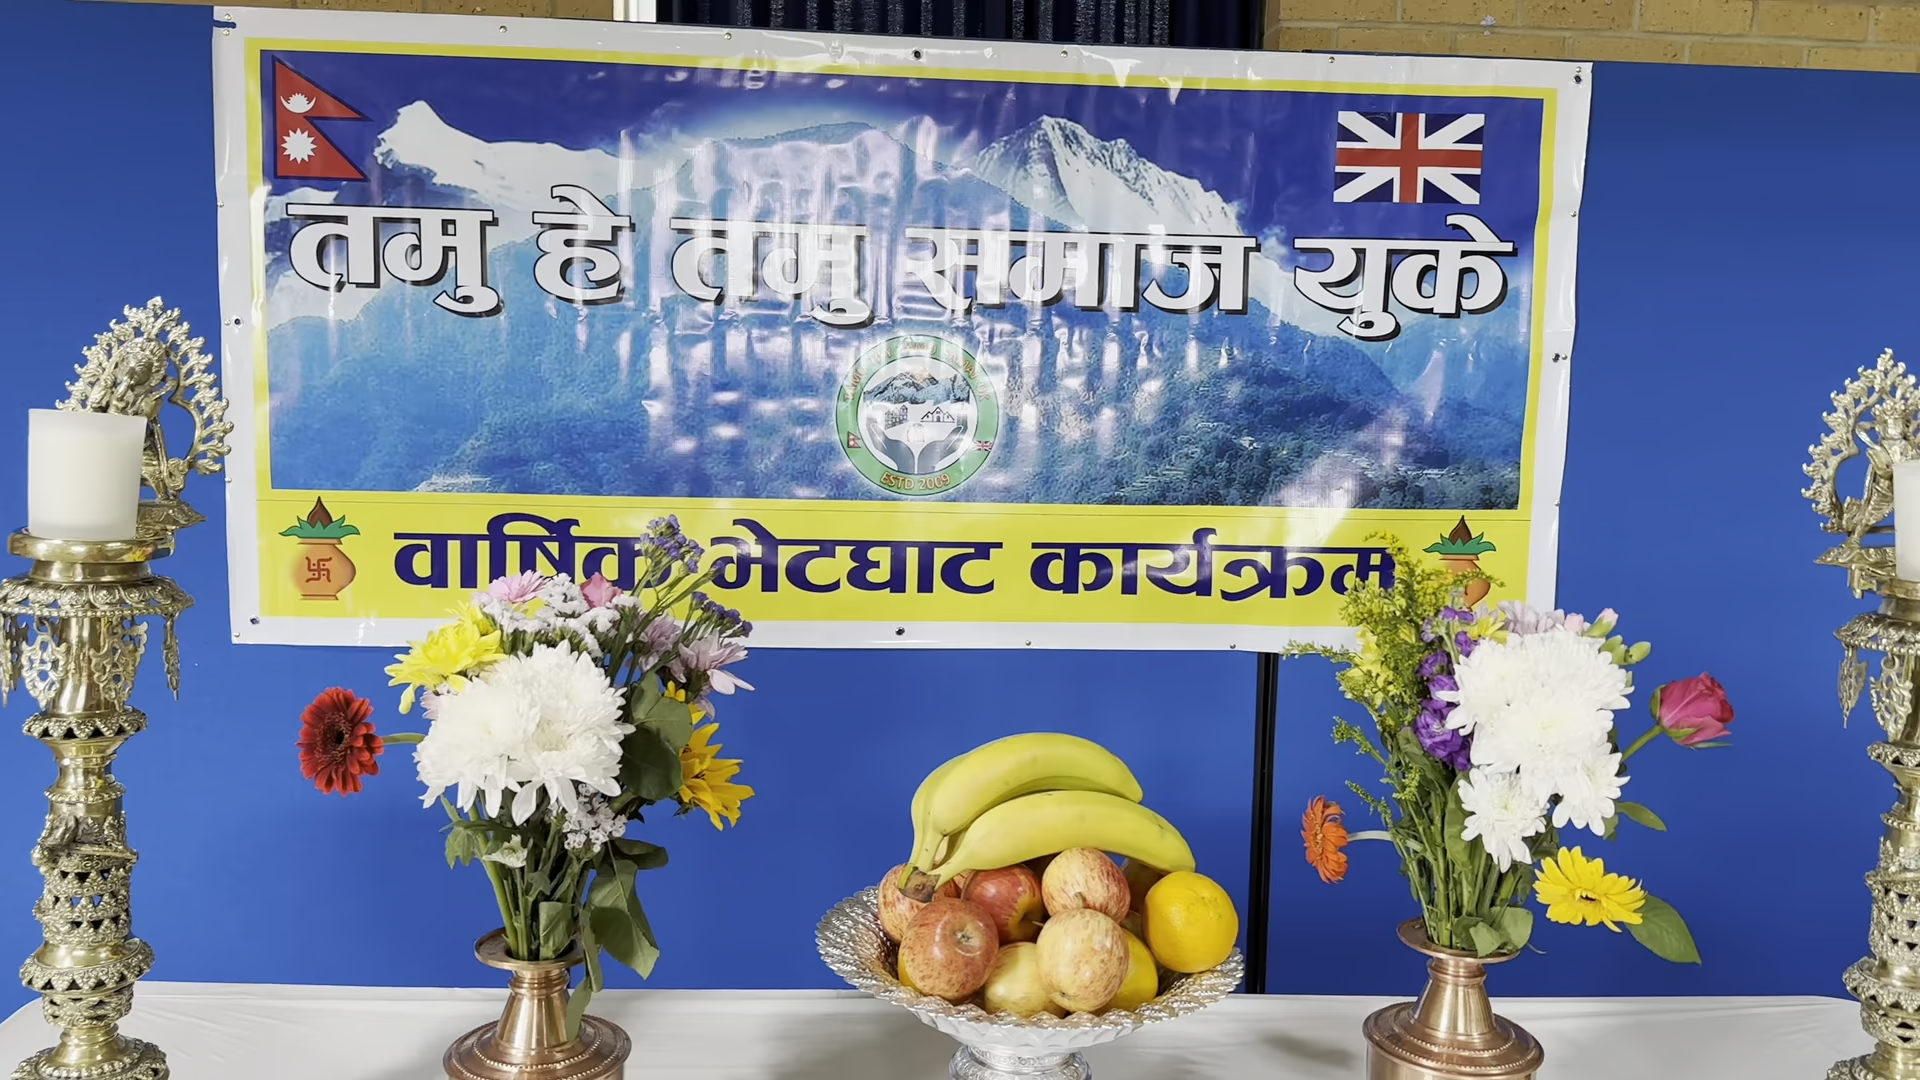 तमु हे तमु समाज युके
ESTD 2009
वार्षिक भेटघाट कार्यक्रम